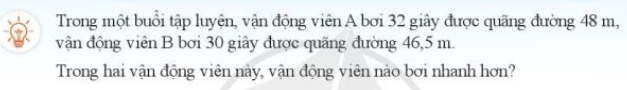 Trong một buổi tập luyện, vận động viên A bơi 32 giây được quãng đường 48 m,
vận động viên B bơi 30 giây được quãng đường 46,5 m.
Trong hai vận động viên này, vận động viên nào bơi nhanh hơn?